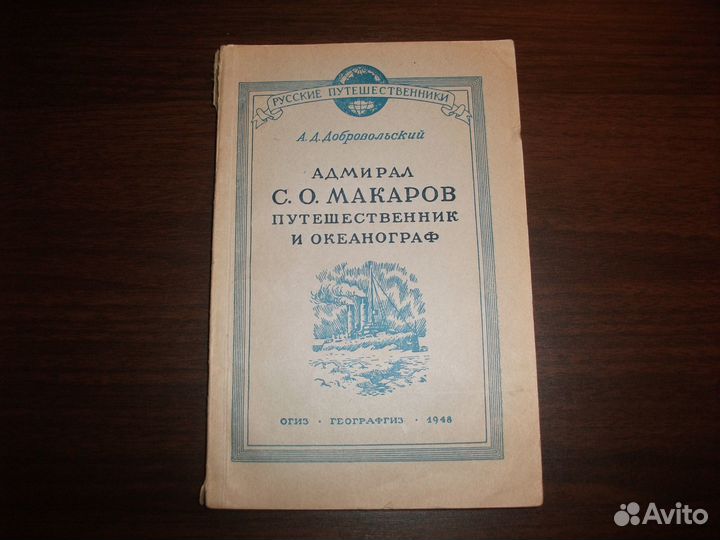 РУССКИЕ ПУТЕШЕСТВЕННИКИ
А.Д.Добровольский
АДМИРАЛ
С.О.МАКАРОВ
ПУТЕШЕСТВЕННИК
И ОКЕАНОГРАФ
ОГИЗ · ГЕОГРАФГИЗ · 1948
Avito